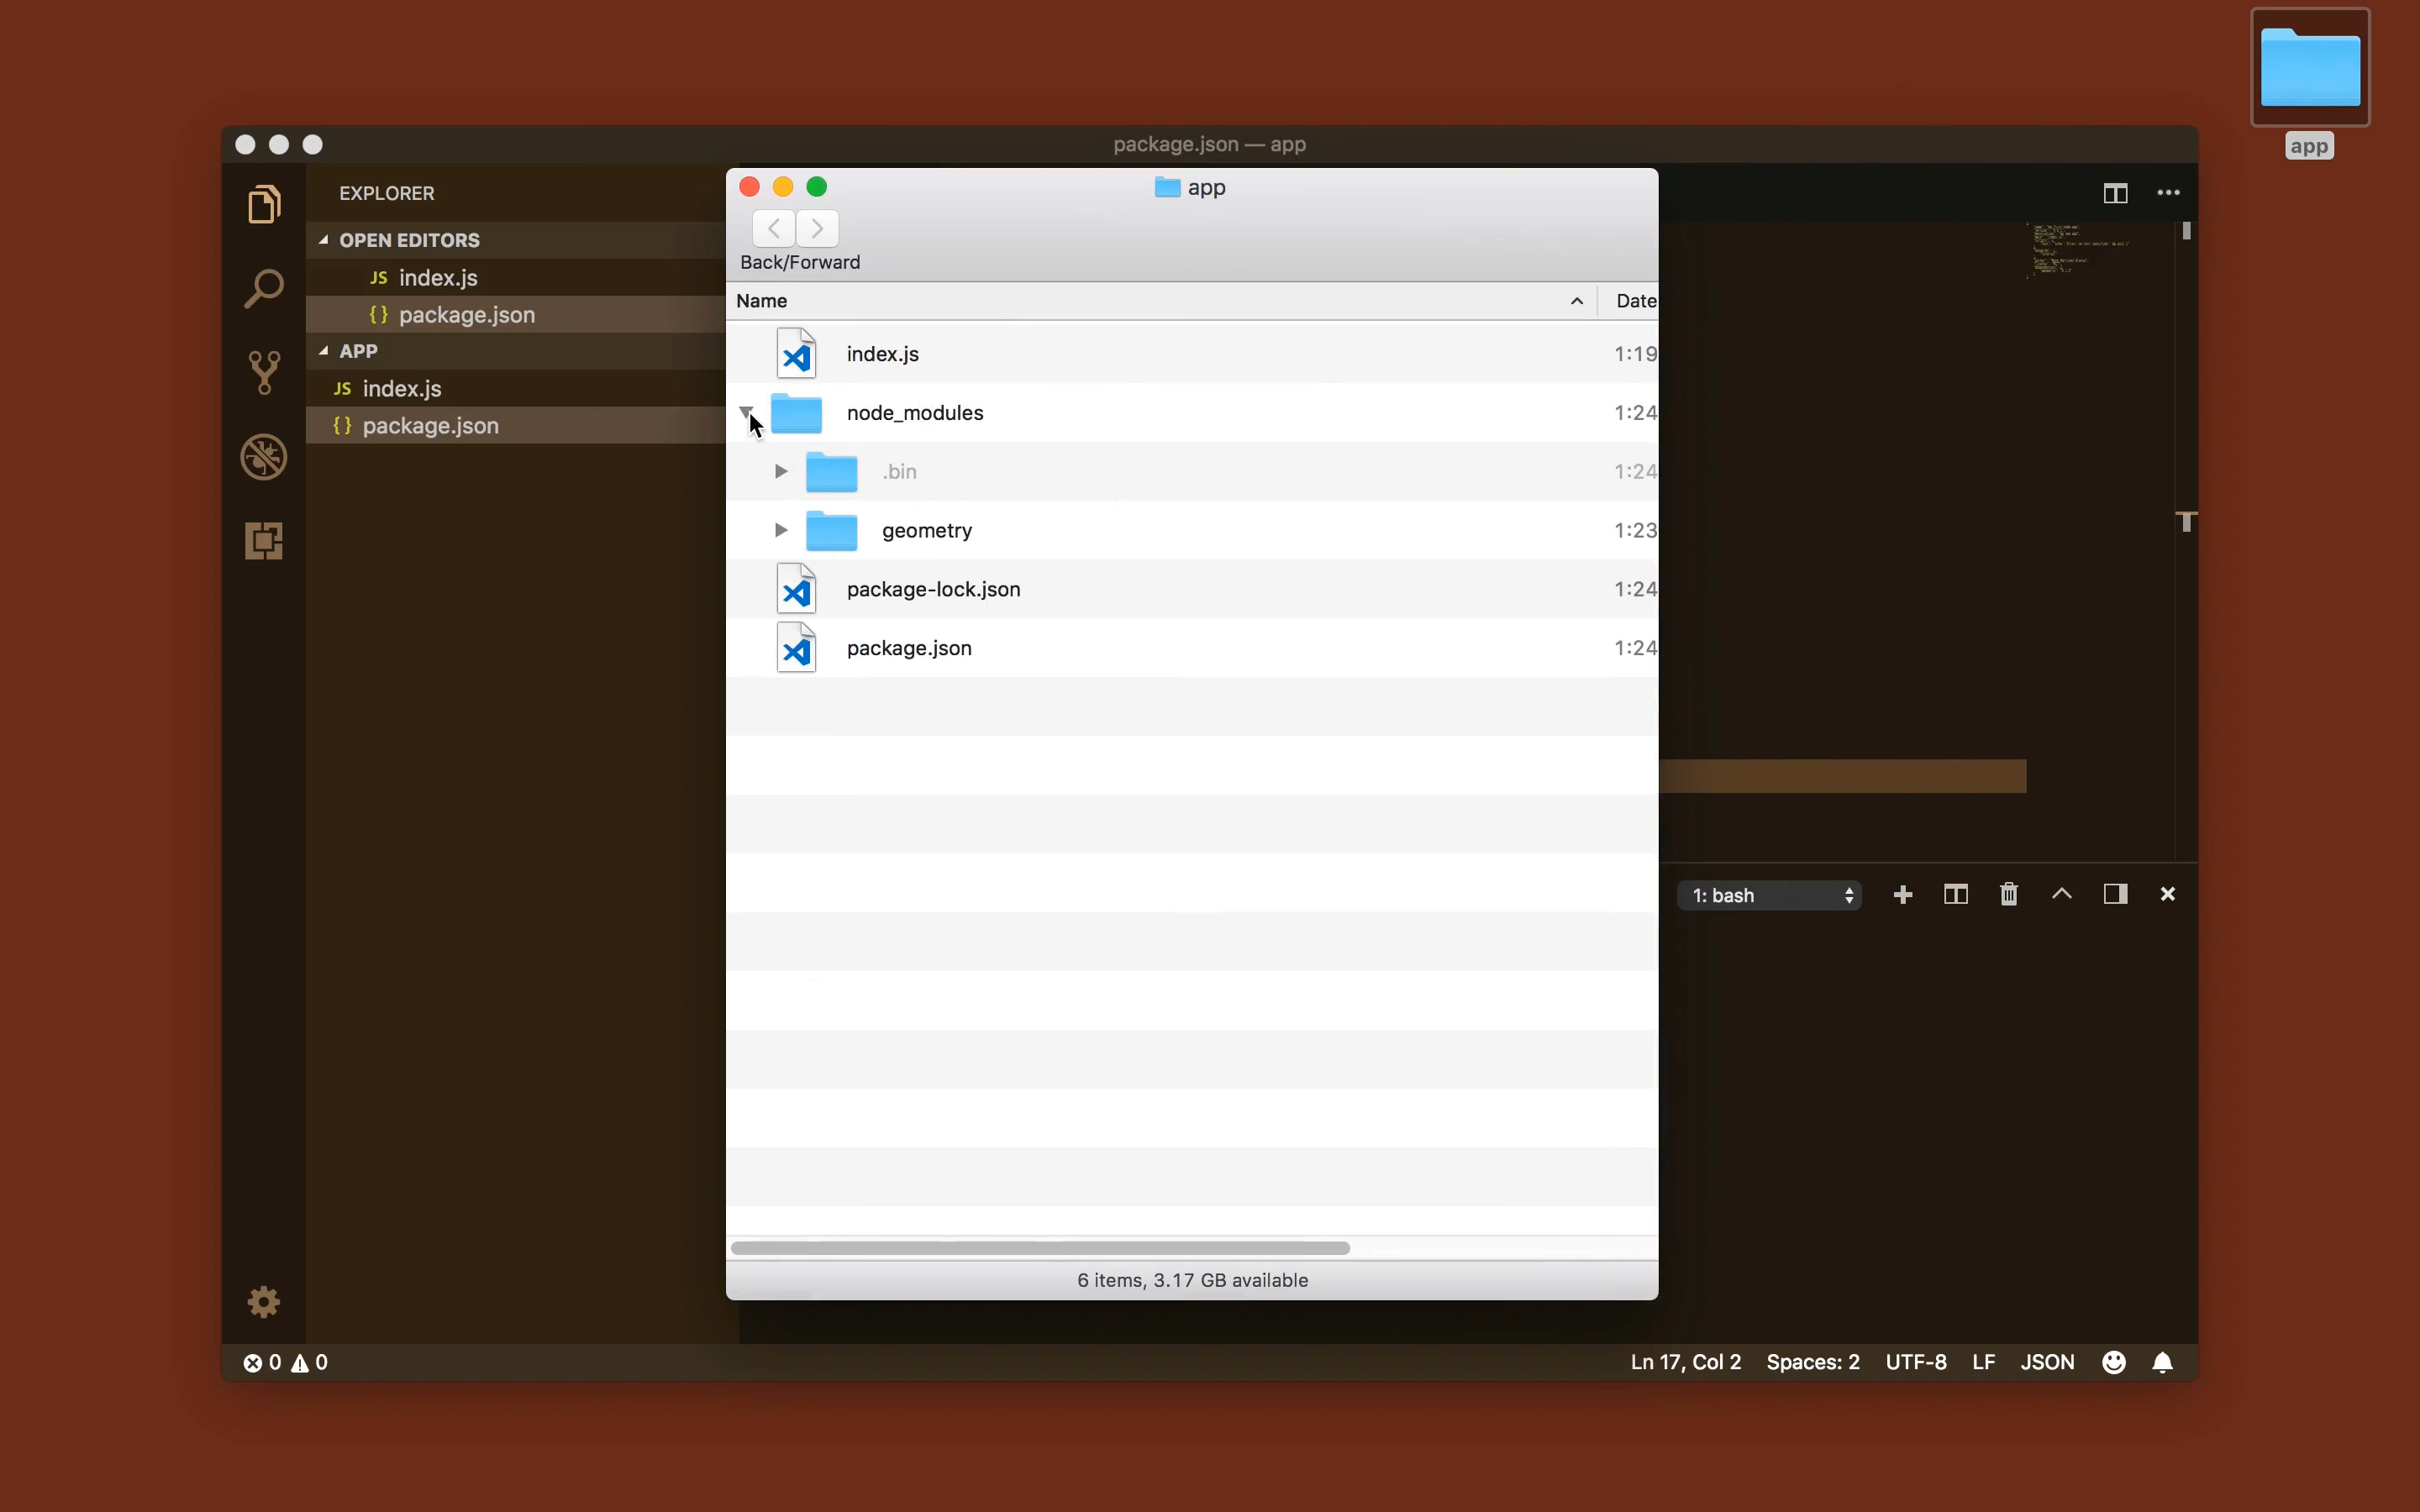 app
package.json — app
EXPLORER
OPEN EDITORS
JS index.js
{} package.json
APP
JS index.js
{} package.json
app
Back/Forward
Name
Date
index.js
1:19
node_modules
1:24
.bin
1:24
geometry
1:23
package-lock.json
1:24
package.json
1:24
6 items, 3.17 GB available
1: bash
0 0
Ln 17, Col 2 Spaces: 2 UTF-8 LF JSON